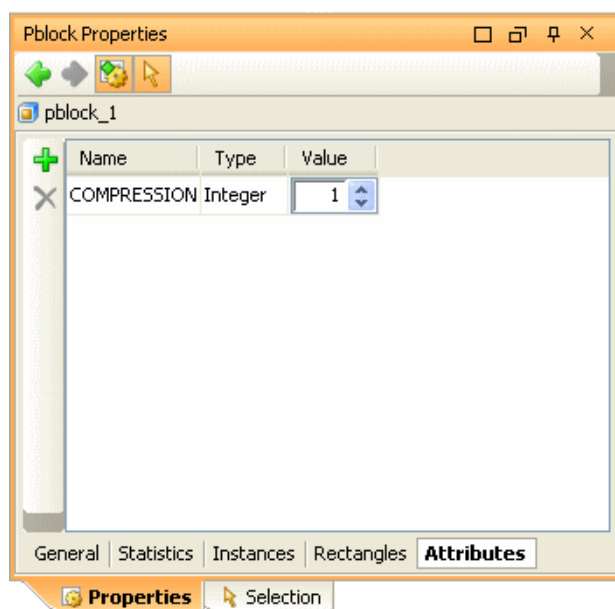 Pblock Properties
pblock_1
Name Type Value
COMPRESSION Integer 1
General Statistics Instances Rectangles Attributes
Properties Selection